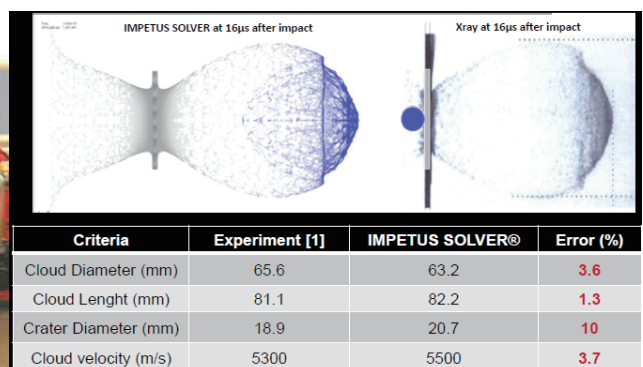 IMPETUS SOLVER at 16µs after impact
Xray at 16µs after impact
Criteria Experiment [1] IMPETUS SOLVER® Error (%)
Cloud Diameter (mm) 65.6 63.2 3.6
Cloud Lenght (mm) 81.1 82.2 1.3
Crater Diameter (mm) 18.9 20.7 10
Cloud velocity (m/s) 5300 5500 3.7